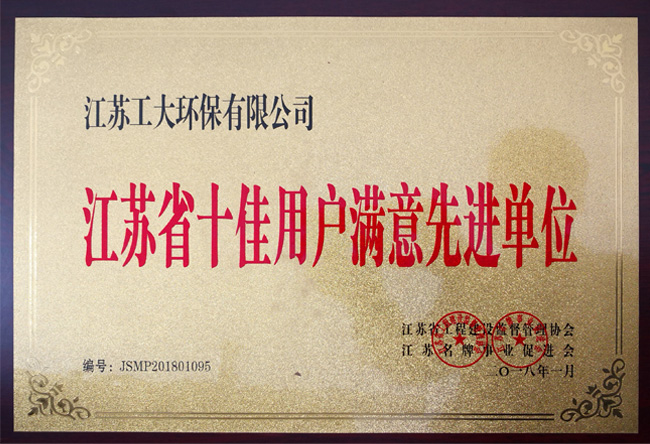 江苏工大环保有限公司
江苏省十佳用户满意先进单位
江苏省工程建设监督管理协会
江苏名牌事业促进会
编号：JSMP201801095
二〇一八年一月